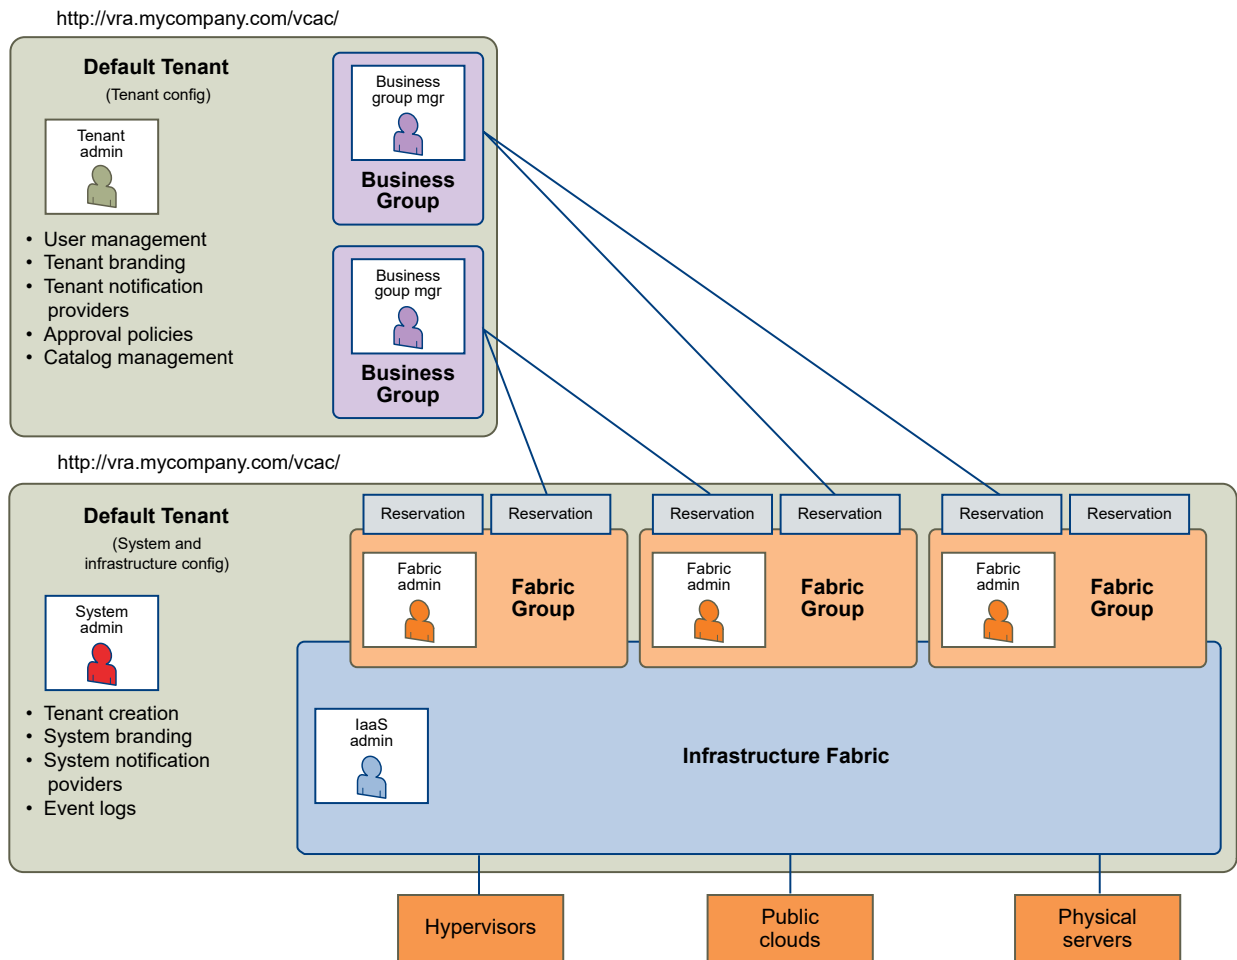 http://vra.mycompany.com/vcac/
Default Tenant
(Tenant config)
Tenant
admin
• User management
• Tenant branding
• Tenant notification
providers
• Approval policies
• Catalog management
Business
group mgr
Business
Group
Business
goup mgr
Business
Group
http://vra.mycompany.com/vcac/
Default Tenant
(System and
infrastructure config)
System
admin
• Tenant creation
• System branding
• System notification
poviders
• Event logs
Reservation
Reservation
Fabric
admin
Fabric
Group
Reservation
Reservation
Fabric
admin
Fabric
Group
Reservation
Reservation
Fabric
admin
Fabric
Group
IaaS
admin
Infrastructure Fabric
Hypervisors
Public
clouds
Physical
servers